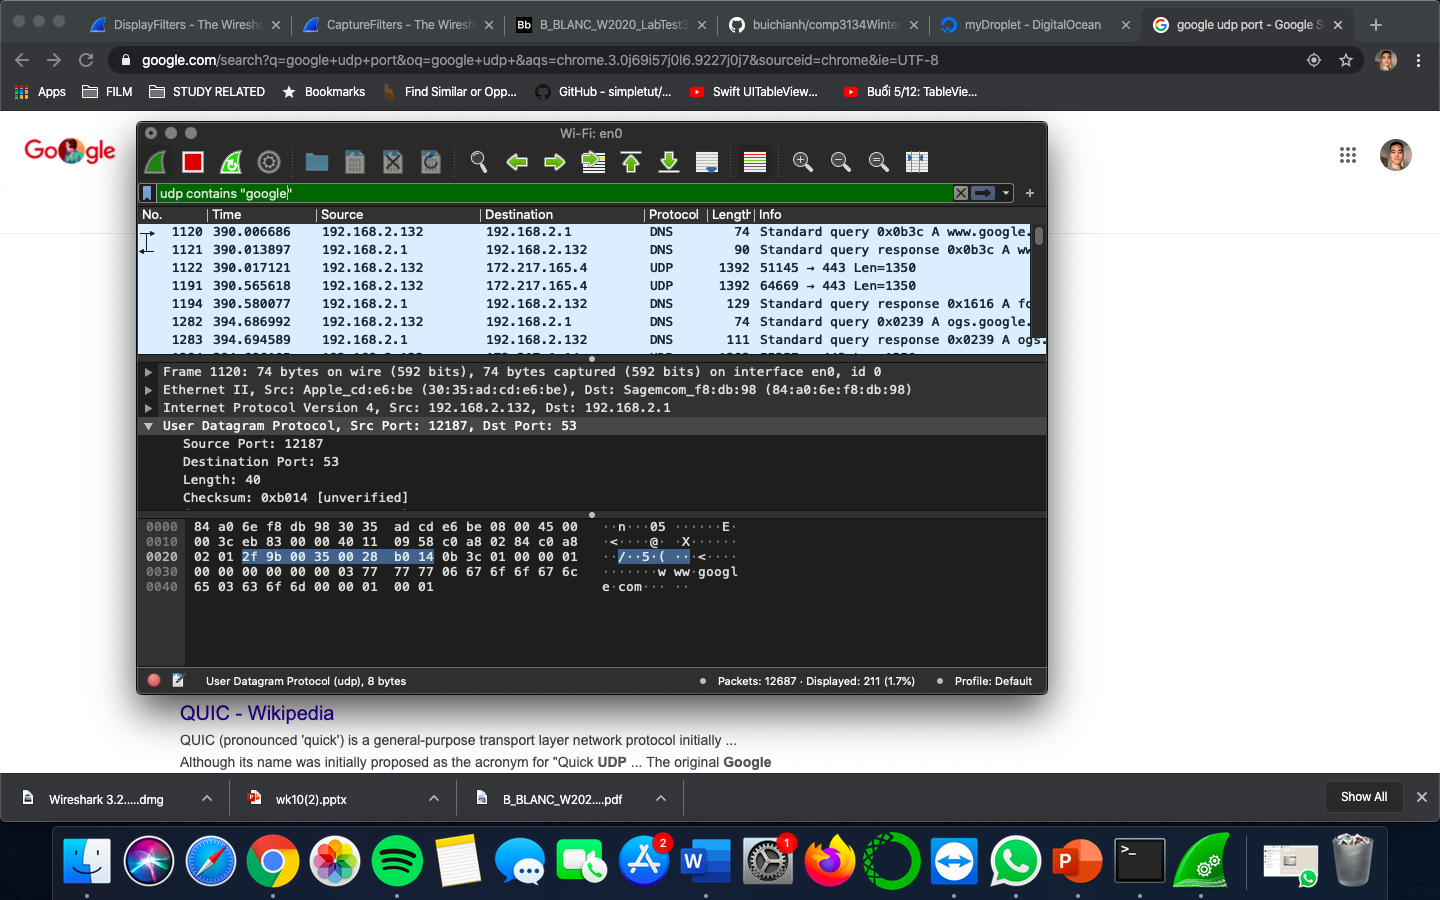 DisplayFilters - The Wiresha
CaptureFilters - The Wiresh
Bb
B_BLANC_W2020_LabTest3
buichianh/comp3134Winter
myDroplet - DigitalOcean
google udp port - Google S
google.com/search?q=google+udp+port&oq=google+udp+&aqs=chrome.3.0j69i57j0l6.9227j0j7&sourceid=chrome&ie=UTF-8
Apps
FILM
STUDY RELATED
Bookmarks
Find Similar or Opp...
GitHub - simpletut/...
Swift UITableView...
Buổi 5/12: TableVie...
Google
Wi-Fi: en0
udp contains "google"
No. Time Source Destination Protocol Length Info
1120 390.006686 192.168.2.132 192.168.2.1 DNS 74 Standard query 0x0b3c A www.google.
1121 390.013897 192.168.2.1 192.168.2.132 DNS 90 Standard query response 0x0b3c A ww
1122 390.017121 192.168.2.132 172.217.165.4 UDP 1392 51145 → 443 Len=1350
1191 390.565618 192.168.2.132 172.217.165.4 UDP 1392 64669 → 443 Len=1350
1194 390.580077 192.168.2.1 192.168.2.132 DNS 129 Standard query response 0x1616 A fo
1282 394.686992 192.168.2.132 192.168.2.1 DNS 74 Standard query 0x0239 A ogs.google.
1283 394.694589 192.168.2.1 192.168.2.132 DNS 111 Standard query response 0x0239 A ogs.
Frame 1120: 74 bytes on wire (592 bits), 74 bytes captured (592 bits) on interface en0, id 0
Ethernet II, Src: Apple_cd:e6:be (30:35:ad:cd:e6:be), Dst: Sagemcom_f8:db:98 (84:a0:6e:f8:db:98)
Internet Protocol Version 4, Src: 192.168.2.132, Dst: 192.168.2.1
User Datagram Protocol, Src Port: 12187, Dst Port: 53
Source Port: 12187
Destination Port: 53
Length: 40
Checksum: 0xb014 [unverified]
0000 84 a0 6e f8 db 98 30 35 ad cd e6 be 08 00 45 00 ··n···05 ······E·
0010 00 3c eb 83 00 00 40 11 09 58 c0 a8 02 84 c0 a8 ·<····@· ·X······
0020 02 01 2f 9b 00 35 00 28 b0 14 0b 3c 01 00 00 01 ··/··5·( ···<····
0030 00 00 00 00 00 00 03 77 77 77 06 67 6f 6f 67 6c ·······w ww·googl
0040 65 03 63 6f 6d 00 00 01 00 01 e·com··· ··
User Datagram Protocol (udp), 8 bytes
Packets: 12687 · Displayed: 211 (1.7%)
Profile: Default
QUIC - Wikipedia
QUIC (pronounced 'quick') is a general-purpose transport layer network protocol initially ...
Although its name was initially proposed as the acronym for "Quick UDP ... The original Google
Wireshark 3.2.....dmg
wk10(2).pptx
B_BLANC_W202....pdf
Show All
2
W
1
P
>_